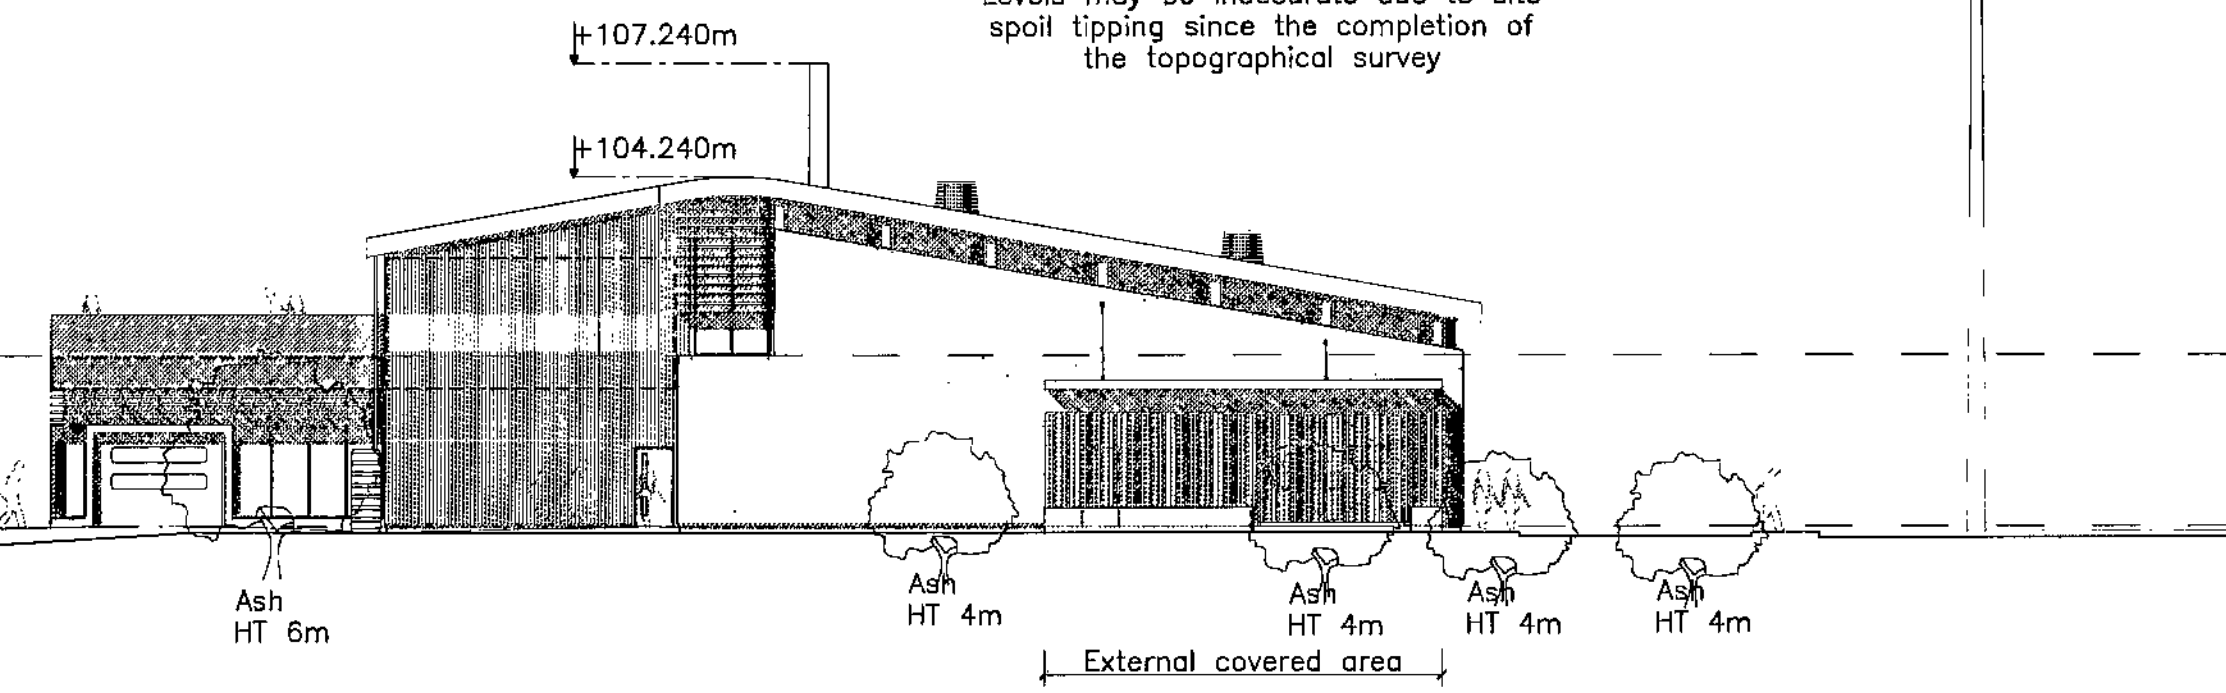 spoil tipping since the completion of
the topographical survey
+107.240m
+104.240m
Ash
HT 6m
Ash
HT 4m
Ash
HT 4m
Ash
HT 4m
Ash
HT 4m
External covered area